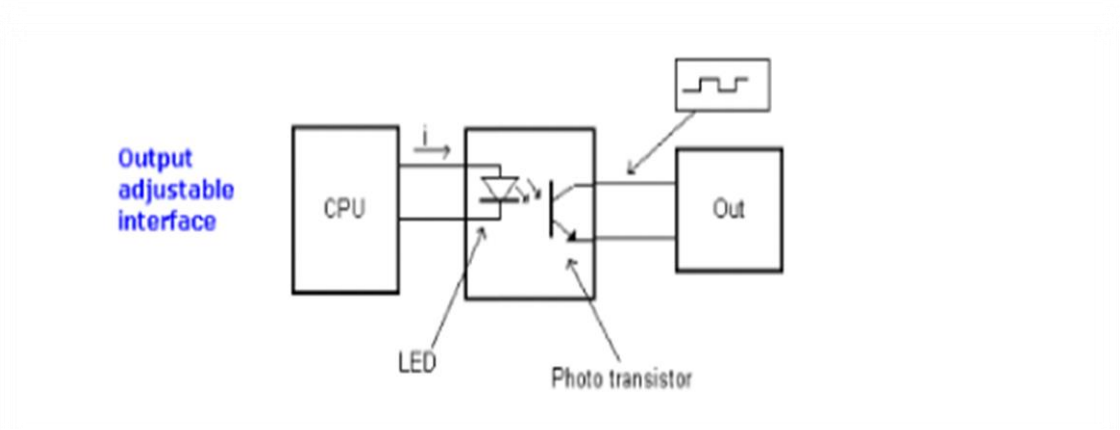 Output
adjustable
interface
CPU
i
Out
LED
Photo transistor